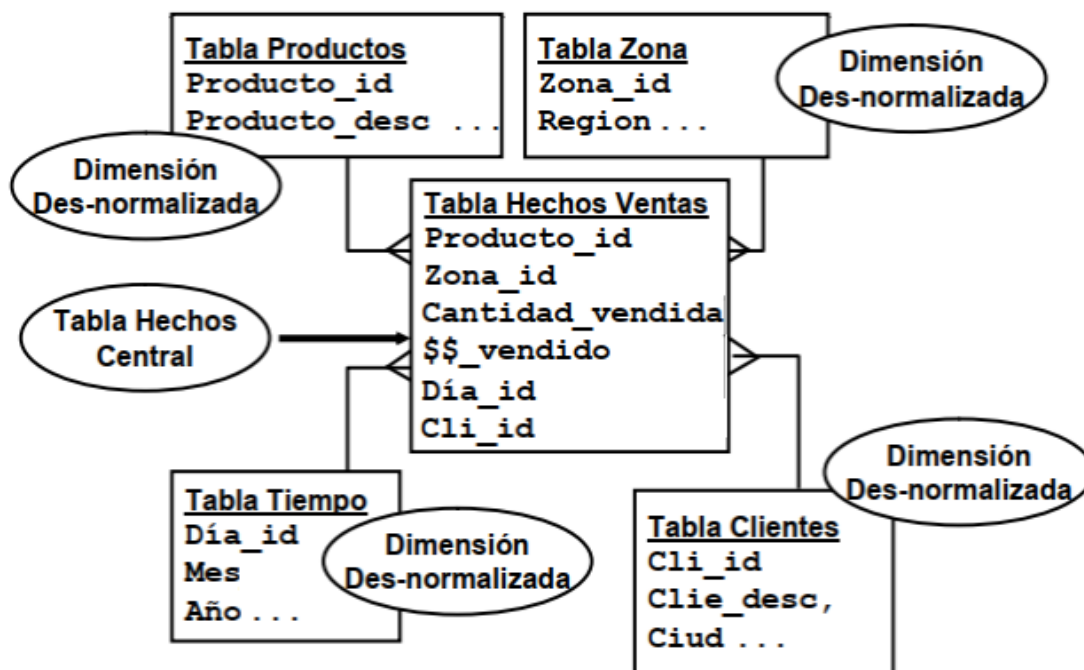 Tabla Productos
Producto_id
Producto_desc ...
Tabla Zona
Zona_id
Region ...
Dimensión
Des-normalizada
Dimensión
Des-normalizada
Tabla Hechos Ventas
Producto_id
Zona_id
Cantidad_vendida
$$_vendido
Día_id
Cli_id
Tabla Hechos
Central
Tabla Tiempo
Día_id
Mes
Año ...
Dimensión
Des-normalizada
Tabla Clientes
Cli_id
Clie_desc,
Ciud ...
Dimensión
Des-normalizada